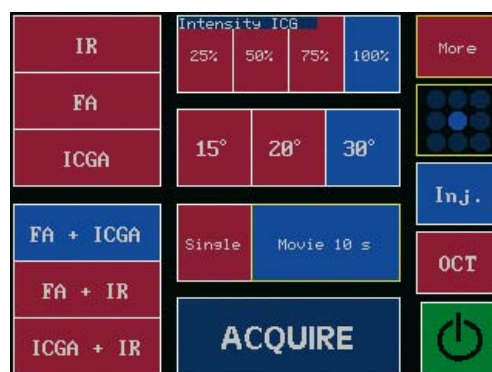 IR
FA
ICGA
FA + ICGA
FA + IR
ICGA + IR
Intensity ICG
25% 50% 75% 100%
15° 20° 30°
Single Movie 10 s
ACQUIRE
More
Inj.
OCT